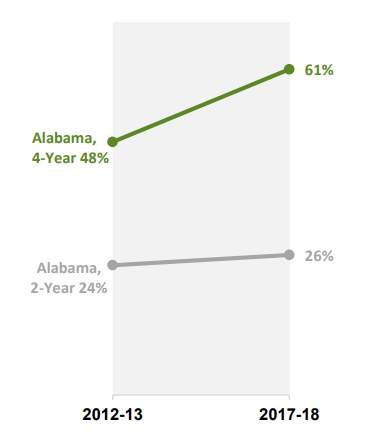 61%
Alabama,
4-Year 48%
26%
Alabama,
2-Year 24%
2012-13
2017-18